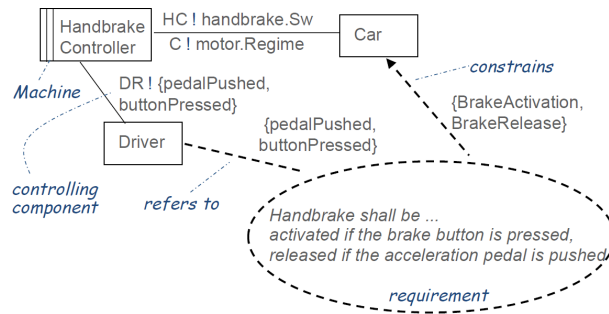 Handbrake
Controller
HC ! handbrake.Sw
C ! motor.Regime
Car
Machine
DR ! {pedalPushed,
buttonPressed}
constrains
{BrakeActivation,
BrakeRelease}
{pedalPushed,
buttonPressed}
Driver
controlling
component
refers to
Handbrake shall be ...
activated if the brake button is pressed,
released if the acceleration pedal is pushed
requirement